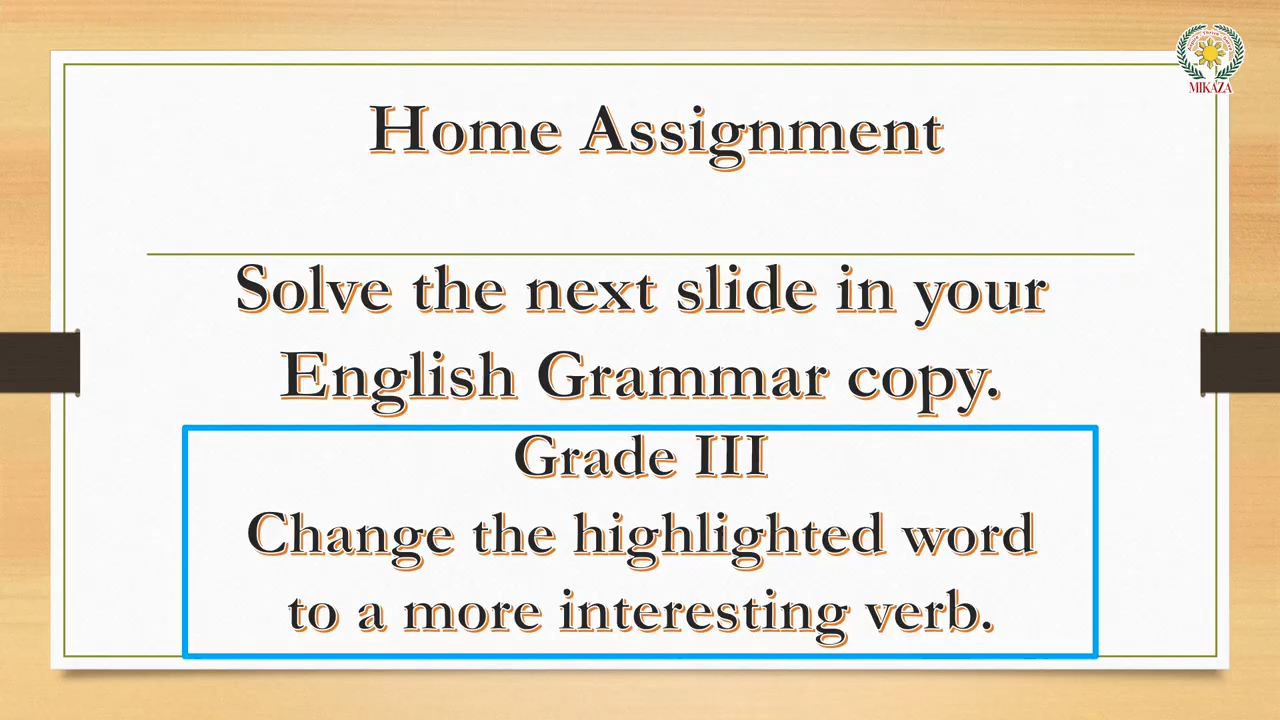 MIKAZA
Home Assignment
Solve the next slide in your
English Grammar copy.
Grade III
Change the highlighted word
to a more interesting verb.